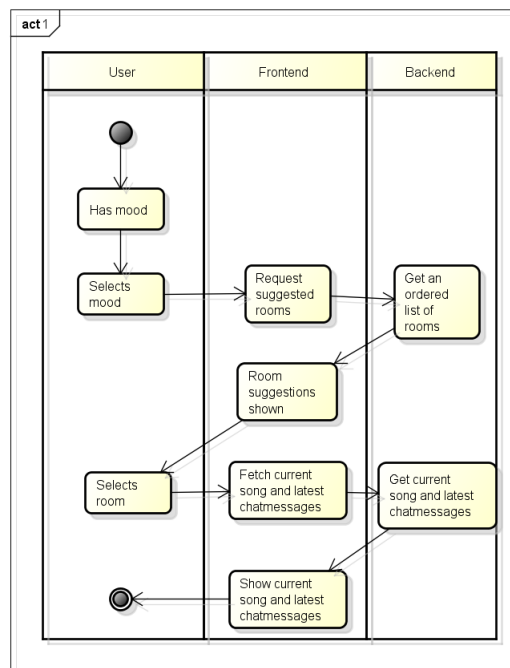 act 1
User Frontend Backend
Has mood
Selects
mood
Request
suggested
rooms
Get an
ordered
list of
rooms
Room
suggestions
shown
Selects
room
Fetch current
song and latest
chatmessages
Get current
song and latest
chatmessages
Show current
song and latest
chatmessages